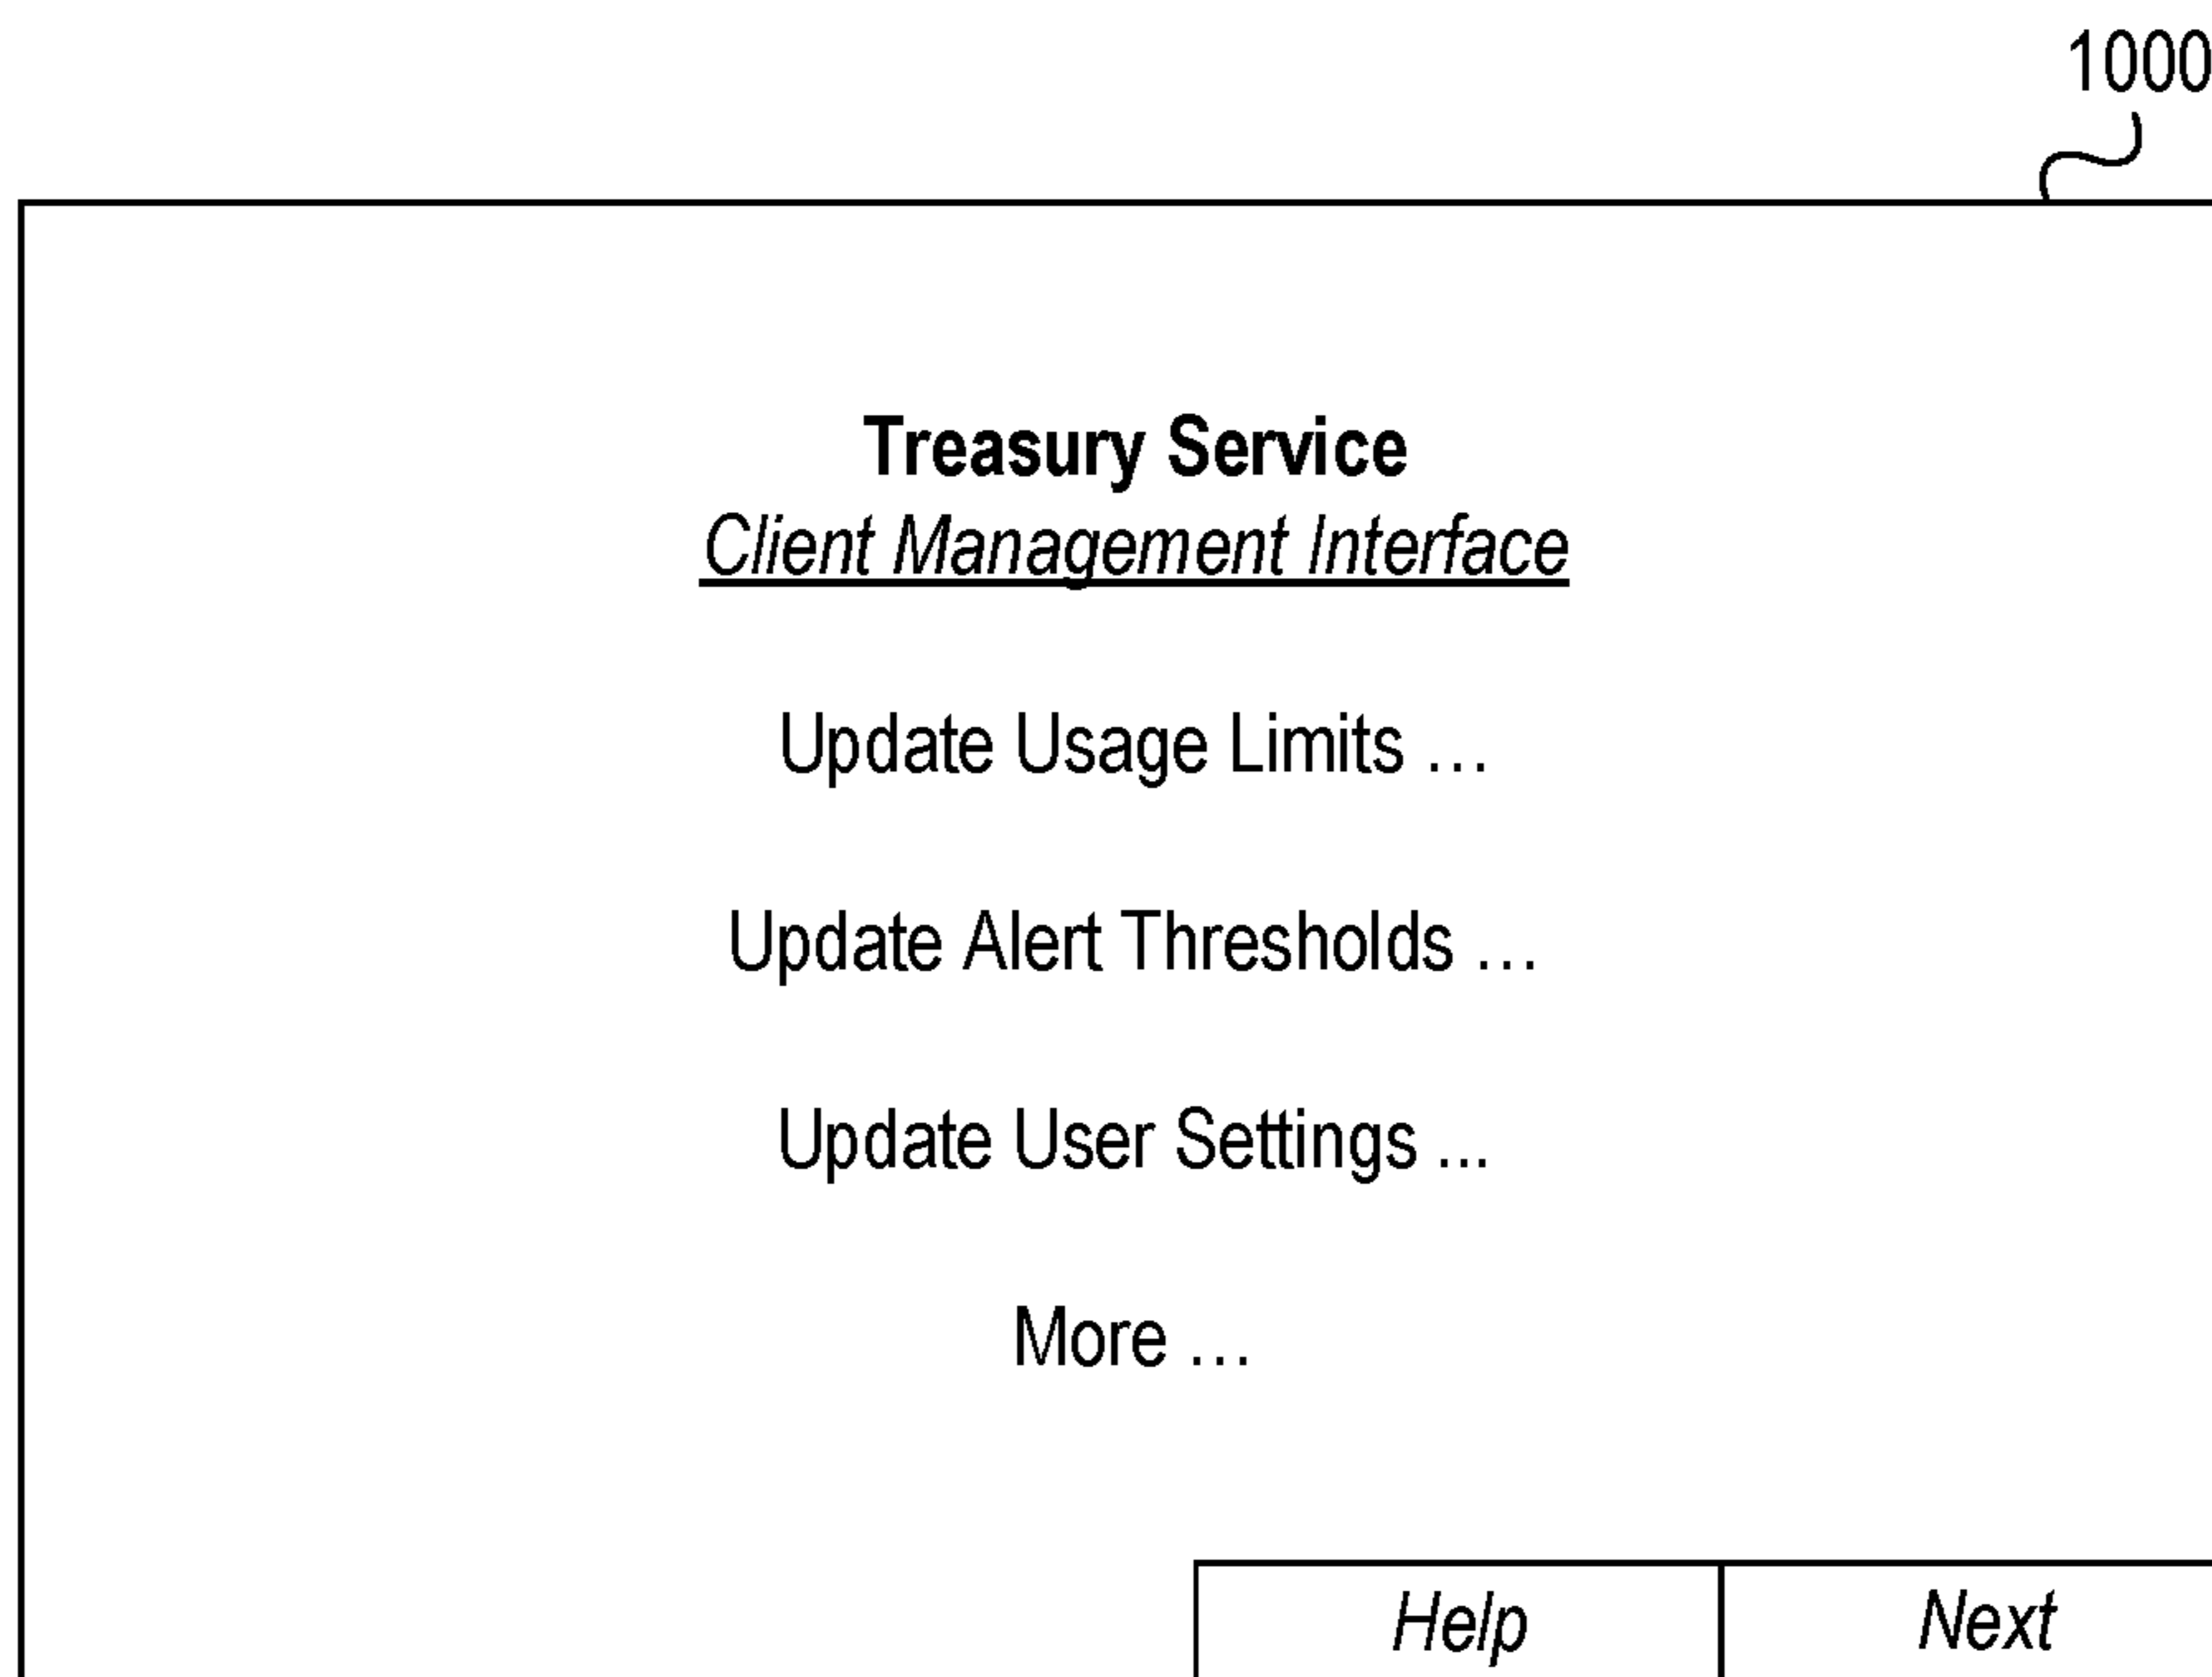 1000
Treasury Service
Client Management Interface
Update Usage Limits …
Update Alert Thresholds …
Update User Settings ...
More …
Help Next